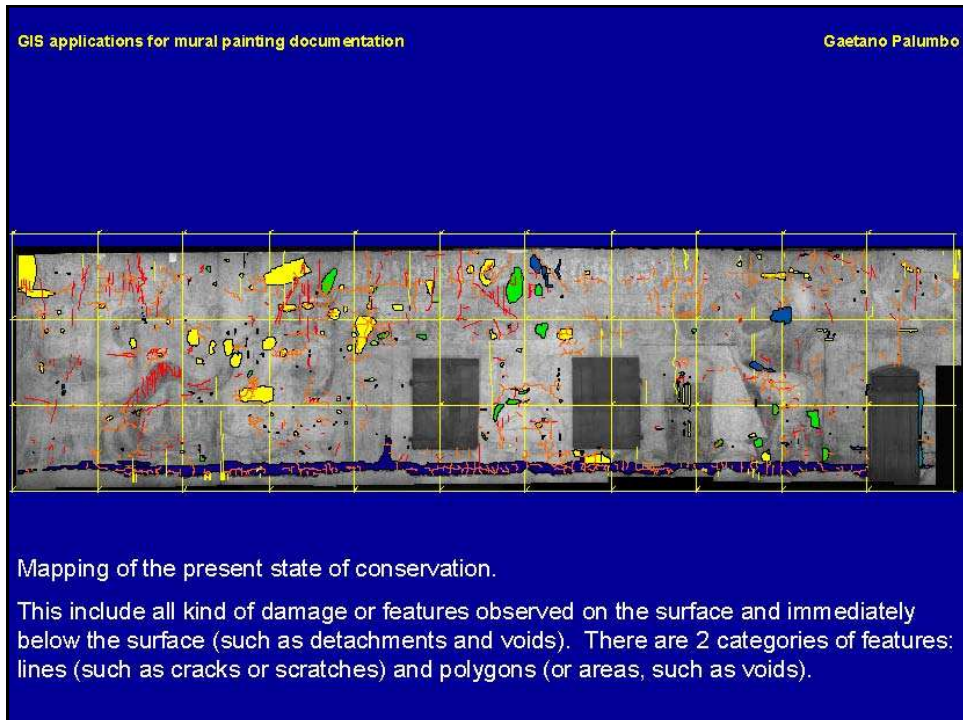 GIS applications for mural painting documentation
Gaetano Palumbo
Mapping of the present state of conservation.
This include all kind of damage or features observed on the surface and immediately
below the surface (such as detachments and voids).  There are 2 categories of features:
lines (such as cracks or scratches) and polygons (or areas, such as voids).